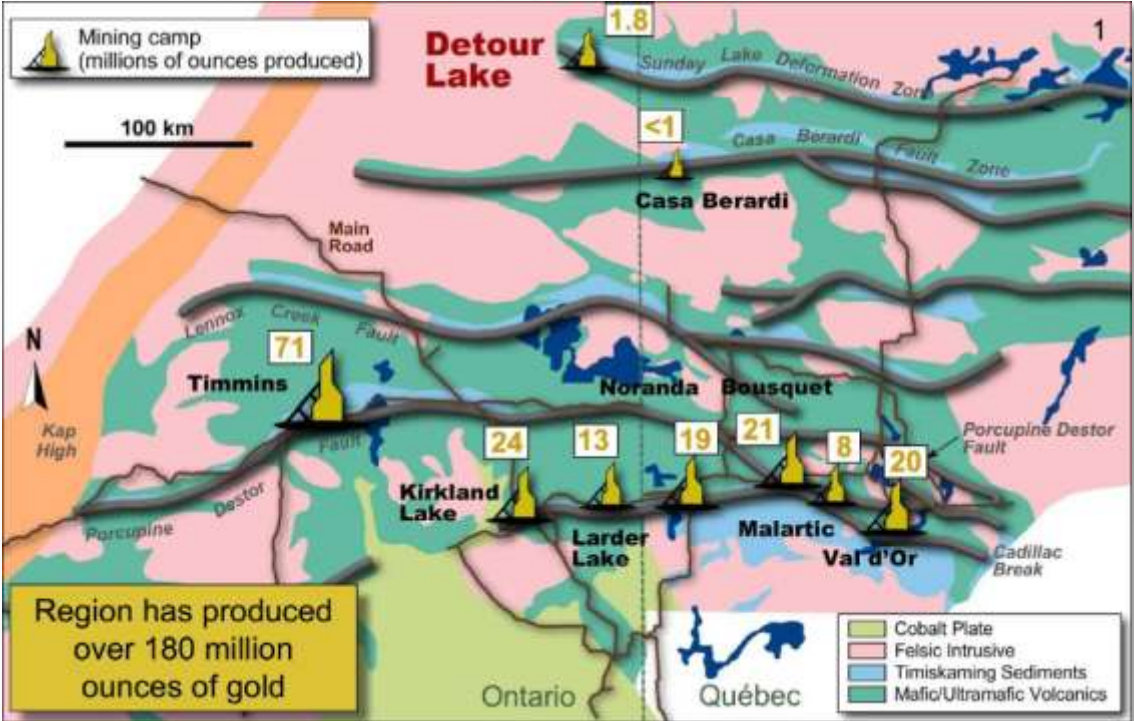 Mining camp
(millions of ounces produced)
Detour
Lake
1.8
1
Sunday Lake Deformation Zone
100 km
<1
Casa Berardi Fault Zone
Casa Berardi
Main
Road
Lennox Creek Fault
N
71
Timmins
Noranda
Bousquet
Kap
High
24
13
19
21
8
20
Porcupine Destor
Fault
Kirkland
Lake
Porcupine Destor Fault
Larder
Lake
Malartic
Val d'Or
Cadillac
Break
Region has produced
over 180 million
ounces of gold
Ontario
Québec
Cobalt Plate
Felsic Intrusive
Timiskaming Sediments
Mafic/Ultramafic Volcanics